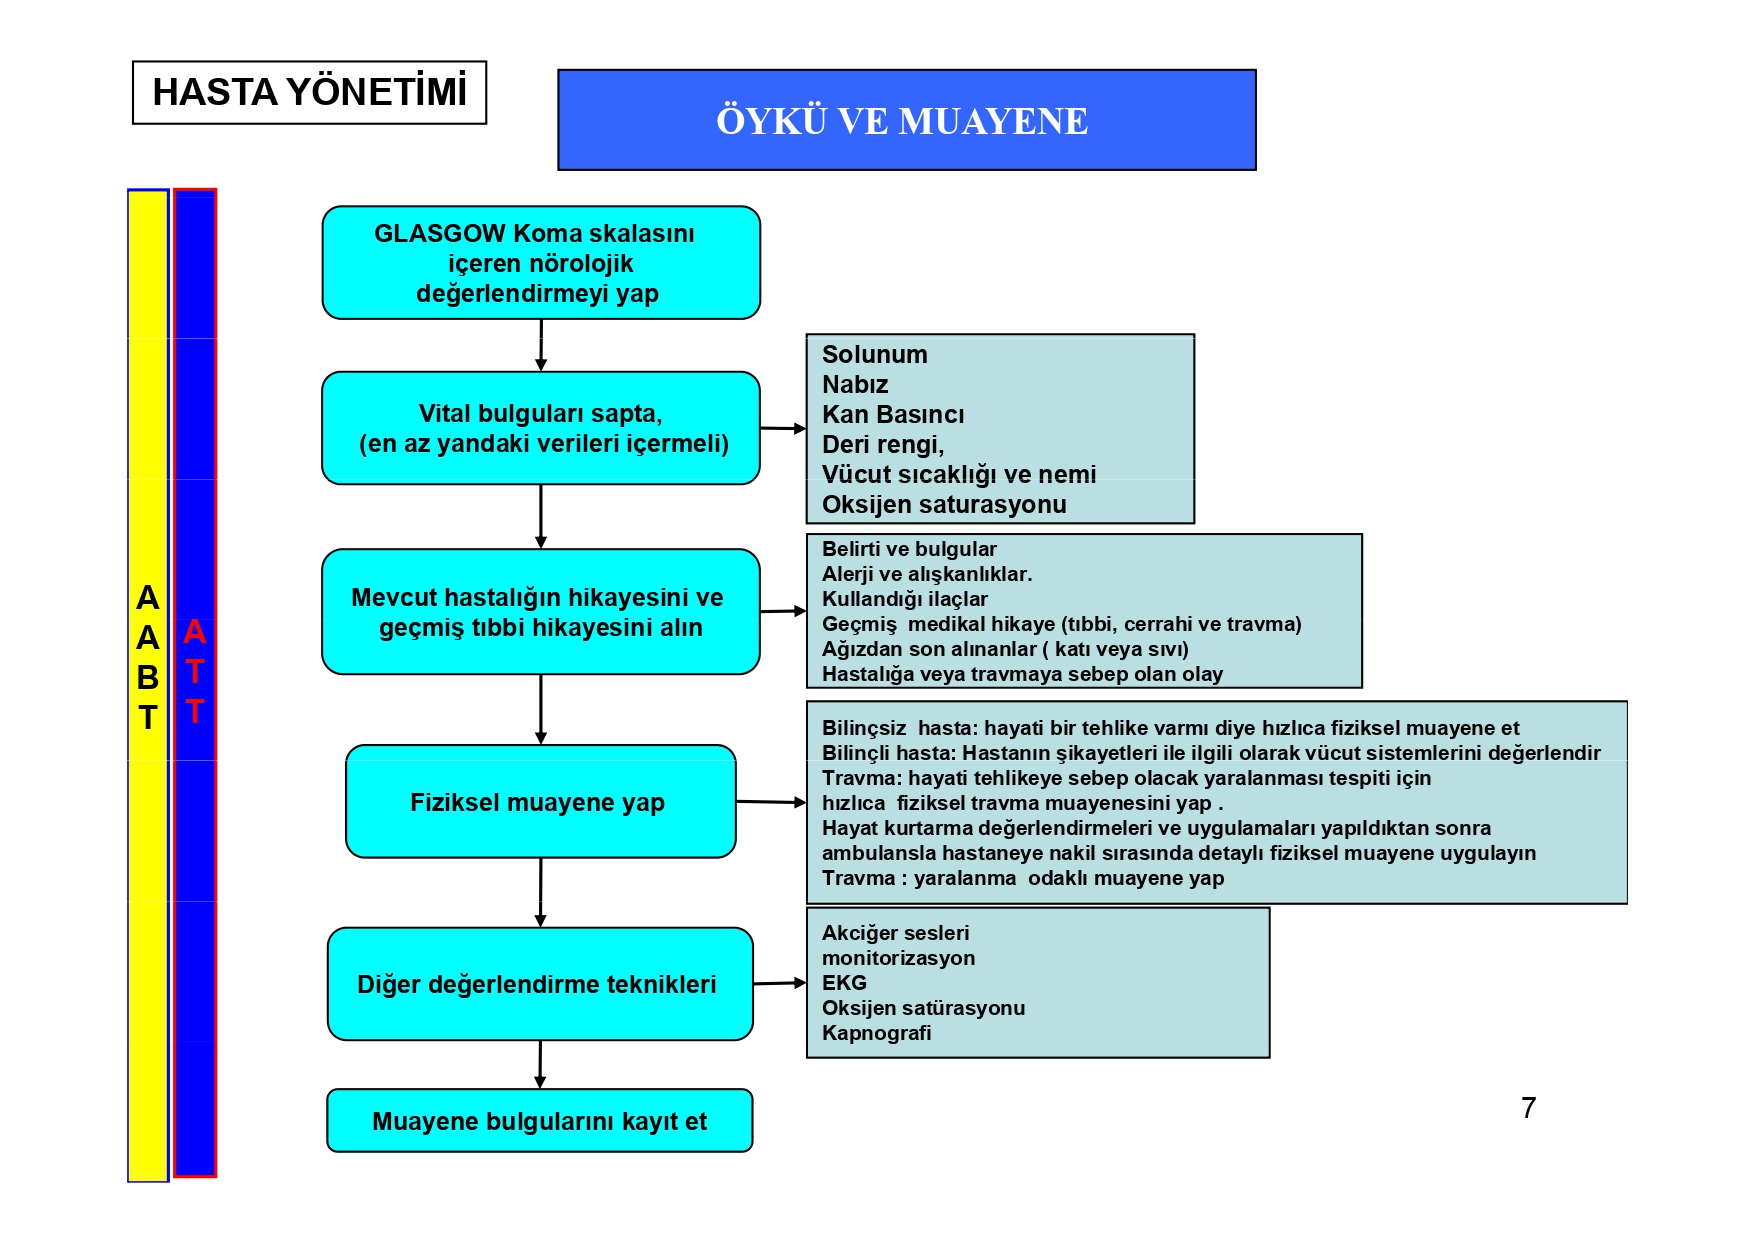 HASTA YÖNETİMİ
ÖYKÜ VE MUAYENE
A
A
B
T
A
T
T
GLASGOW Koma skalasını
içeren nörolojik
değerlendirmeyi yap
Vital bulguları sapta,
(en az yandaki verileri içermeli)
Solunum
Nabız
Kan Basıncı
Deri rengi,
Vücut sıcaklığı ve nemi
Oksijen saturasyonu
Mevcut hastalığın hikayesini ve
geçmiş tıbbi hikayesini alın
Belirti ve bulgular
Alerji ve alışkanlıklar.
Kullandığı ilaçlar
Geçmiş  medikal hikaye (tıbbi, cerrahi ve travma)
Ağızdan son alınanlar ( katı veya sıvı)
Hastalığa veya travmaya sebep olan olay
Fiziksel muayene yap
Bilinçsiz  hasta: hayati bir tehlike varmı diye hızlıca fiziksel muayene et
Bilinçli hasta: Hastanın şikayetleri ile ilgili olarak vücut sistemlerini değerlendir
Travma: hayati tehlikeye sebep olacak yaralanması tespiti için
hızlıca  fiziksel travma muayenesini yap .
Hayat kurtarma değerlendirmeleri ve uygulamaları yapıldıktan sonra
ambulansla hastaneye nakil sırasında detaylı fiziksel muayene uygulayın
Travma : yaralanma  odaklı muayene yap
Diğer değerlendirme teknikleri
Akciğer sesleri
monitorizasyon
EKG
Oksijen satürasyonu
Kapnografi
Muayene bulgularını kayıt et
7